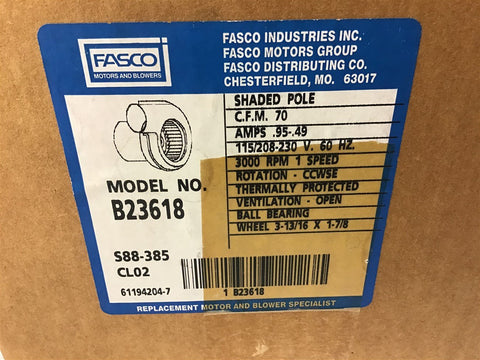 FASCO
MOTORS AND BLOWERS
FASCO INDUSTRIES INC.
FASCO MOTORS GROUP
FASCO DISTRIBUTING CO.
CHESTERFIELD, MO. 63017
SHADED POLE
C.F.M. 70
AMPS .95-.49
115/208-230 V. 60 HZ.
3000 RPM 1 SPEED
ROTATION - CCWSE
THERMALLY PROTECTED
VENTILATION - OPEN
BALL BEARING
WHEEL 3-13/16 X 1-7/8
MODEL NO.
B23618
S88-385
CL02
61194204-7
1 B23618
REPLACEMENT MOTOR AND BLOWER SPECIALIST